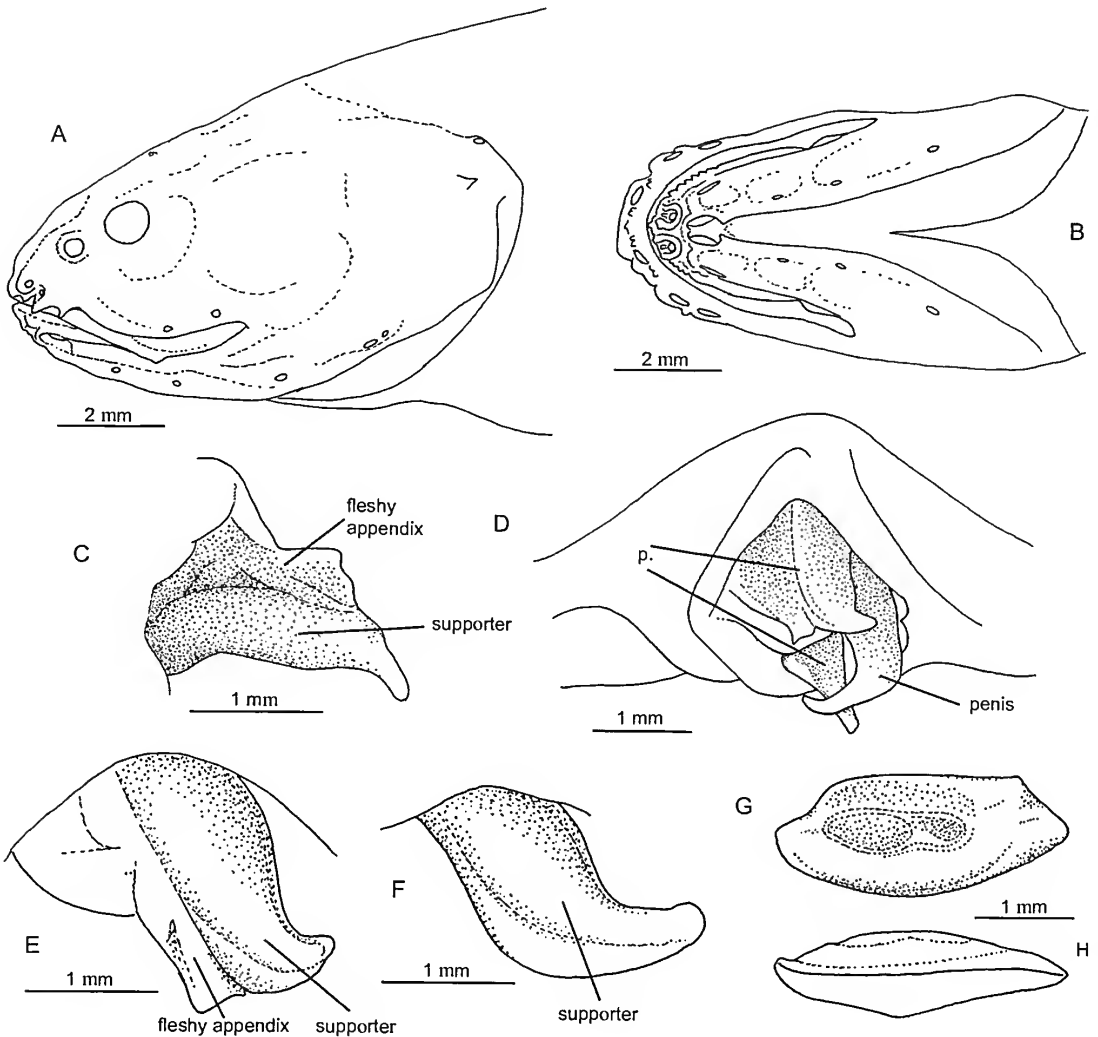 A
B
2 mm
2 mm
fleshy
appendix
D
C
p.
supporter
1 mm
penis
1 mm
G
F
E
1 mm
H
1 mm
1 mm
fleshy appendix
supporter
supporter